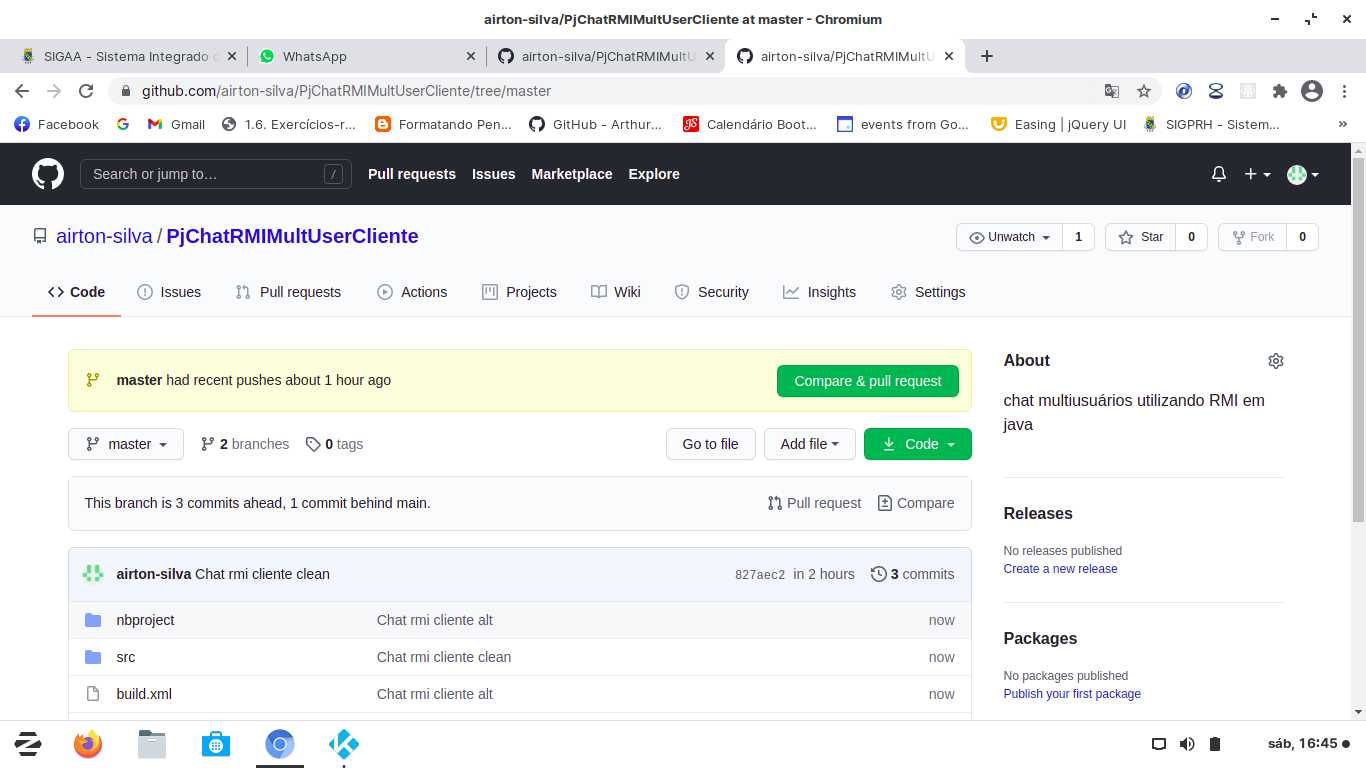 airton-silva/PjChatRMIMultUserCliente at master - Chromium
SIGAA - Sistema Integrado d
WhatsApp
airton-silva/PjChatRMIMultU
airton-silva/PjChatRMIMultU
github.com/airton-silva/PjChatRMIMultUserCliente/tree/master
Facebook
Gmail
1.6. Exercícios-r...
Formatando Pen...
GitHub - Arthur...
Calendário Boot...
events from Go...
Easing | jQuery UI
SIGPRH - Sistem...
»
Search or jump to…
/
Pull requests
Issues
Marketplace
Explore
airton-silva / PjChatRMIMultUserCliente
Unwatch 1
Star 0
Fork 0
Code
Issues
Pull requests
Actions
Projects
Wiki
Security
Insights
Settings
master had recent pushes about 1 hour ago
Compare & pull request
master
2 branches
0 tags
Go to file
Add file
Code
This branch is 3 commits ahead, 1 commit behind main.
Pull request
Compare
airton-silva Chat rmi cliente clean
827aec2 in 2 hours
3 commits
nbproject Chat rmi cliente alt now
src Chat rmi cliente clean now
build.xml Chat rmi cliente alt now
About
chat multiusuários utilizando RMI em
java
Releases
No releases published
Create a new release
Packages
No packages published
Publish your first package
sáb, 16:45